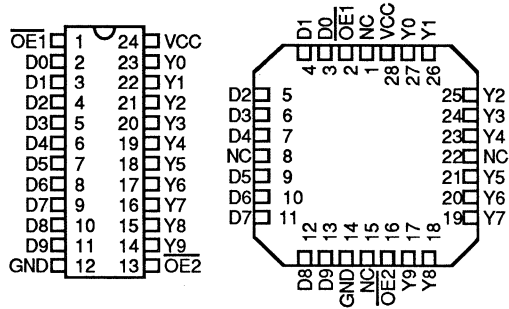 OE1 1 24 VCC
D0 2 23 Y0
D1 3 22 Y1
D2 4 21 Y2
D3 5 20 Y3
D4 6 19 Y4
D5 7 18 Y5
D6 8 17 Y6
D7 9 16 Y7
D8 10 15 Y8
D9 11 14 Y9
GND 12 13 OE2
D1 D0 OE1 NC VCC Y0 Y1
4 3 2 1 28 27 26
D2 5 25 Y2
D3 6 24 Y3
D4 7 23 Y4
NC 8 22 NC
D5 9 21 Y5
D6 10 20 Y6
D7 11 19 Y7
12 13 14 15 16 17 18
D8 D9 GND NC OE2 Y9 Y8